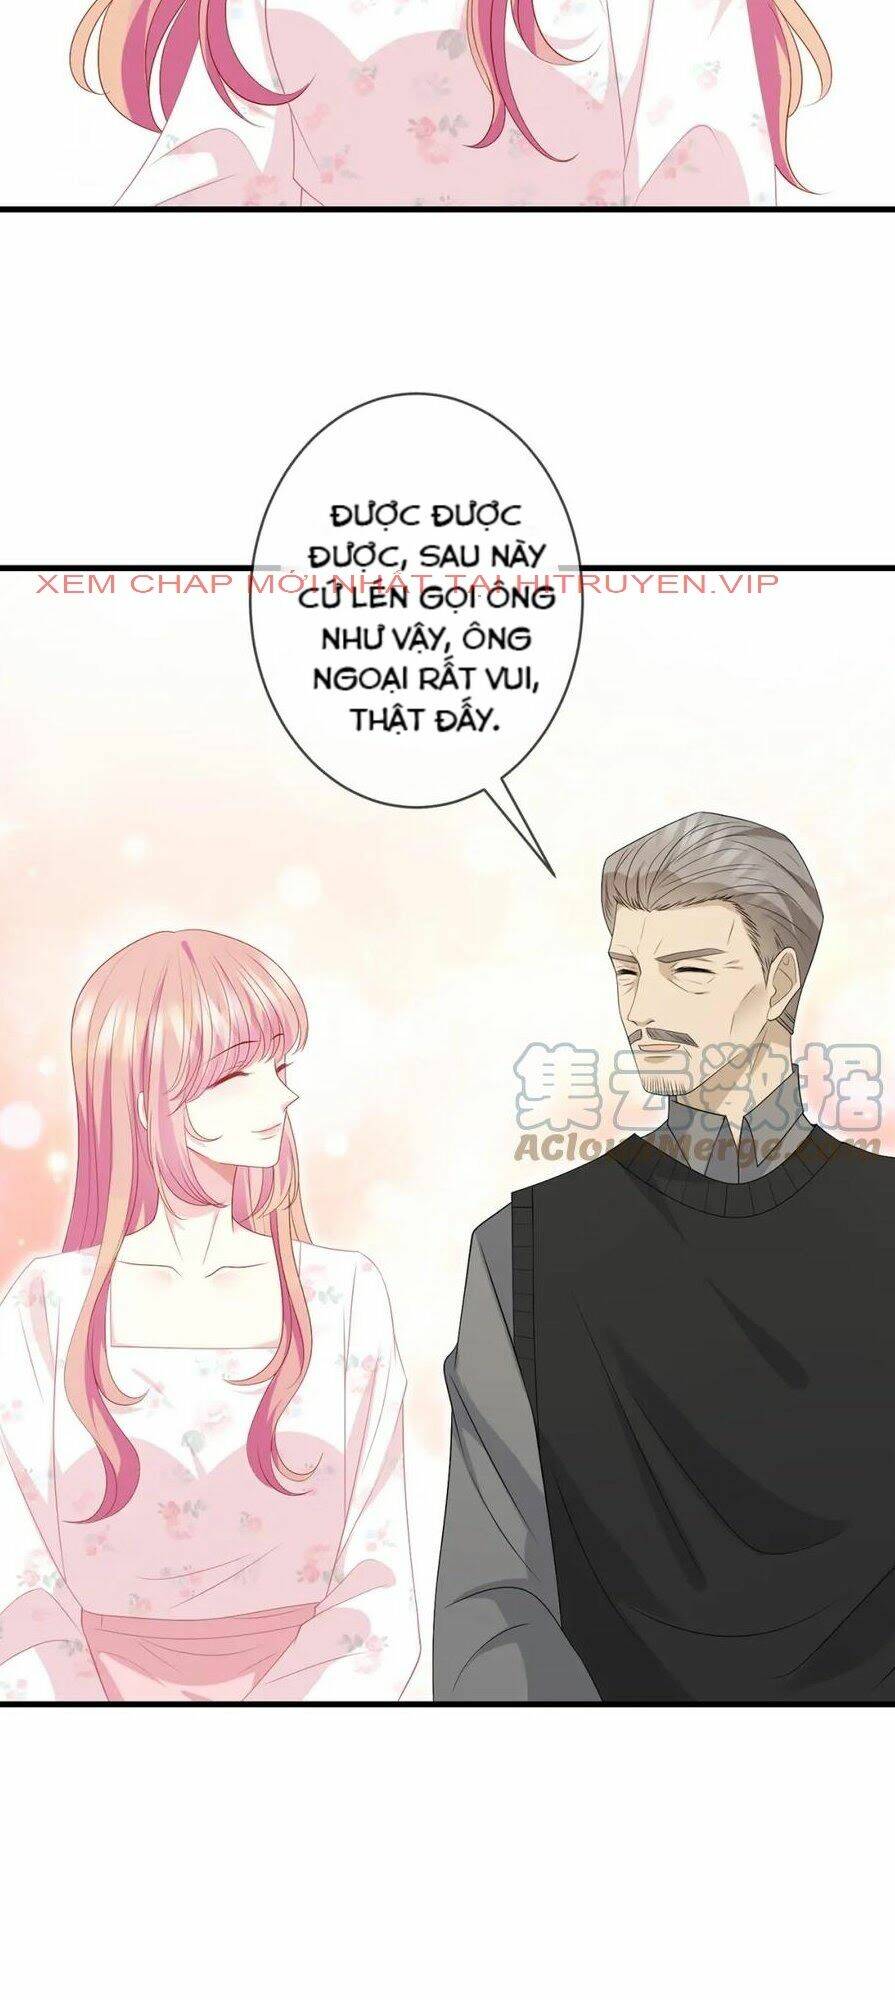 ĐƯỢC ĐƯỢC
ĐƯỢC, SAU NÀY
XEM CHAP MỚI NHẤT TẠI HITRUYEN.VIP
CỨ LÉN GỌI ÔNG
NHƯ VẬY, ÔNG
NGOẠI RẤT VUI,
THẬT ĐẤY.
集云数据
ACloudMerge.com